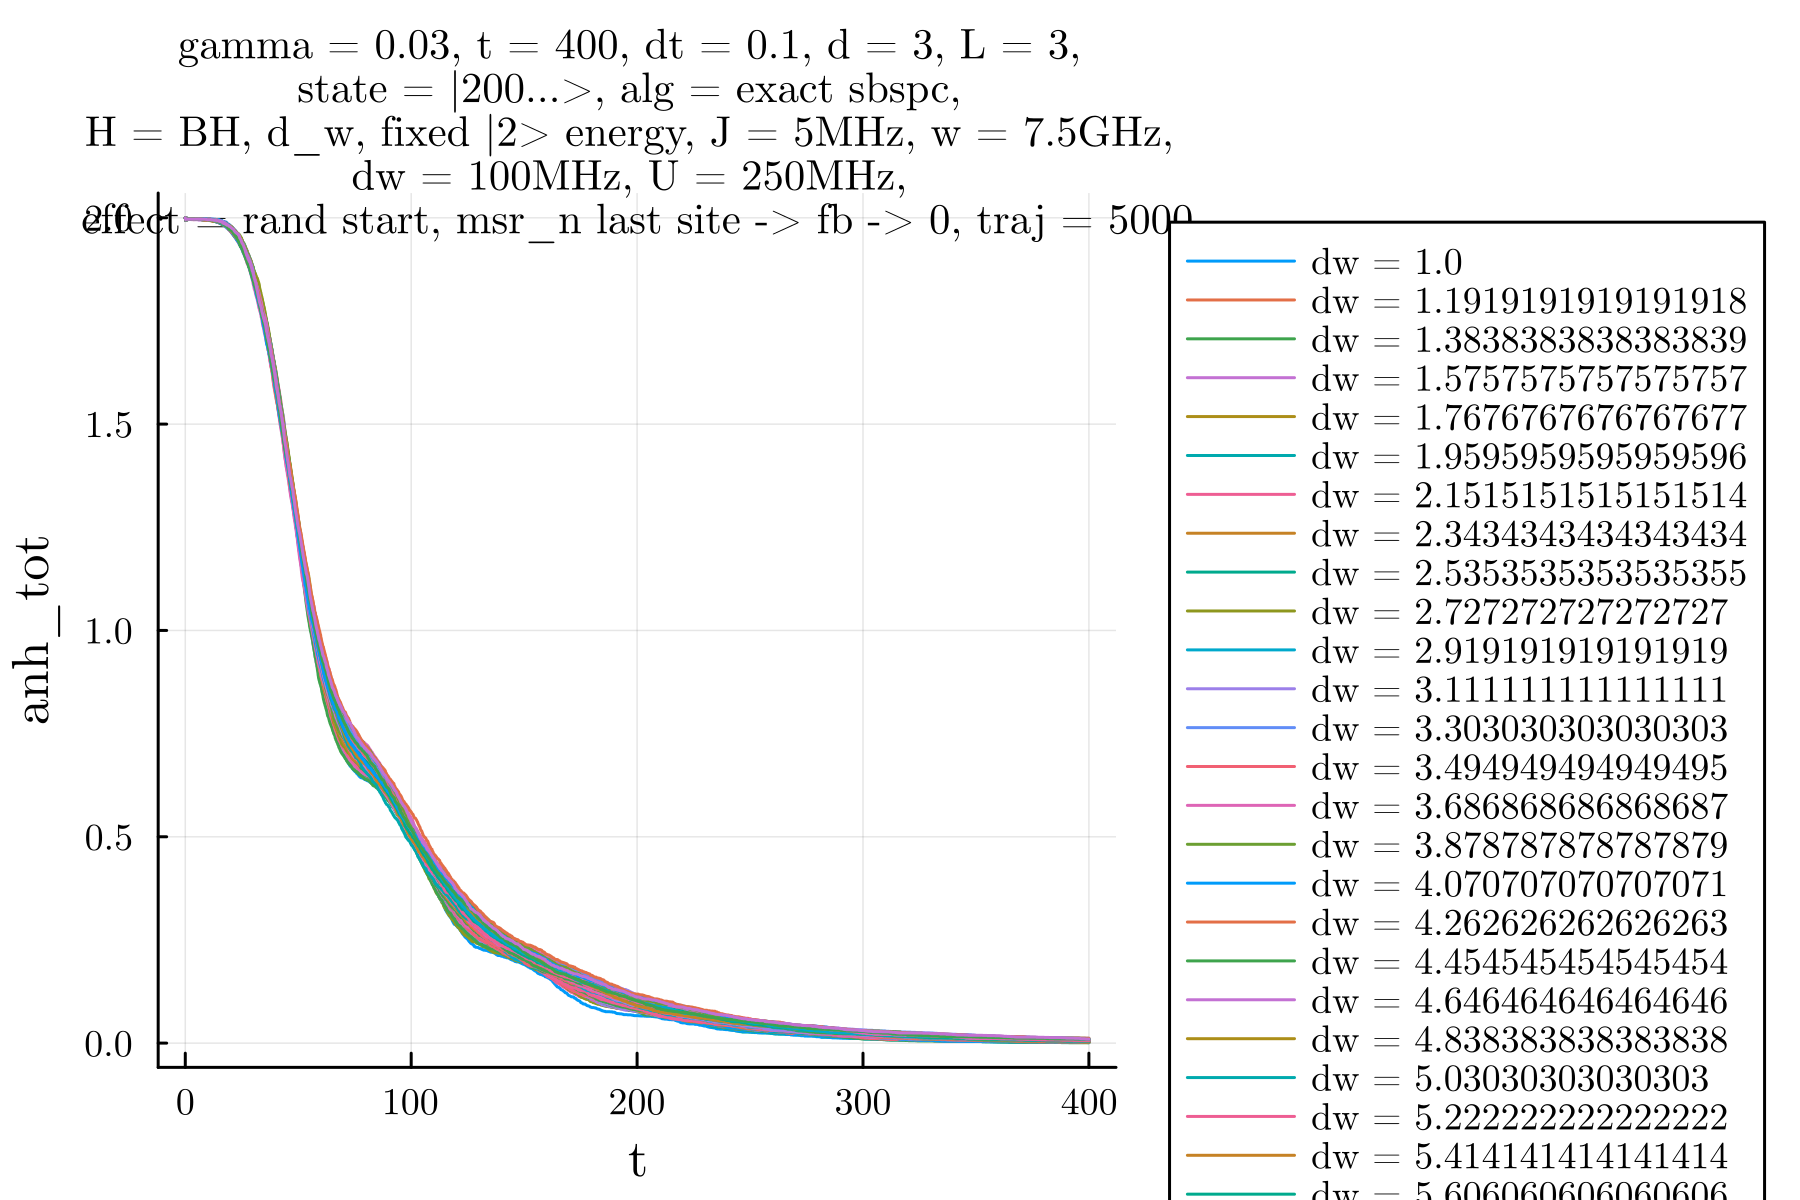 gamma = 0.03, t = 400, dt = 0.1, d = 3, L = 3,
state = |200...>, alg = exact sbspc,
H = BH, d_w, fixed |2> energy, J = 5MHz, w = 7.5GHz,
dw = 100MHz, U = 250MHz,
effect = rand start, msr_n last site -> fb -> 0, traj = 5000
2.0
1.5
1.0
0.5
0.0
anh_tot
0 100 200 300 400
t
dw = 1.0
dw = 1.1919191919191918
dw = 1.3838383838383839
dw = 1.5757575757575757
dw = 1.7676767676767677
dw = 1.9595959595959596
dw = 2.1515151515151514
dw = 2.3434343434343434
dw = 2.5353535353535355
dw = 2.727272727272727
dw = 2.919191919191919
dw = 3.111111111111111
dw = 3.303030303030303
dw = 3.494949494949495
dw = 3.686868686868687
dw = 3.878787878787879
dw = 4.070707070707071
dw = 4.262626262626263
dw = 4.454545454545454
dw = 4.646464646464646
dw = 4.838383838383838
dw = 5.03030303030303
dw = 5.222222222222222
dw = 5.414141414141414
dw = 5.606060606060606